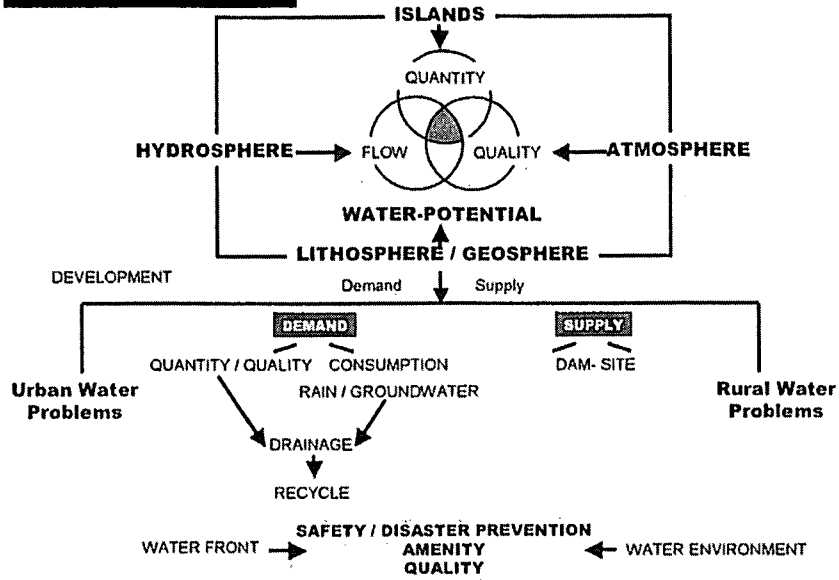 ISLANDS
QUANTITY
HYDROSPHERE
FLOW
QUALITY
ATMOSPHERE
WATER-POTENTIAL
LITHOSPHERE / GEOSPHERE
DEVELOPMENT
Demand
Supply
DEMAND
SUPPLY
QUANTITY / QUALITY
CONSUMPTION
DAM- SITE
RAIN / GROUNDWATER
Urban Water
Problems
Rural Water
Problems
DRAINAGE
RECYCLE
SAFETY / DISASTER PREVENTION
WATER FRONT
AMENITY
WATER ENVIRONMENT
QUALITY